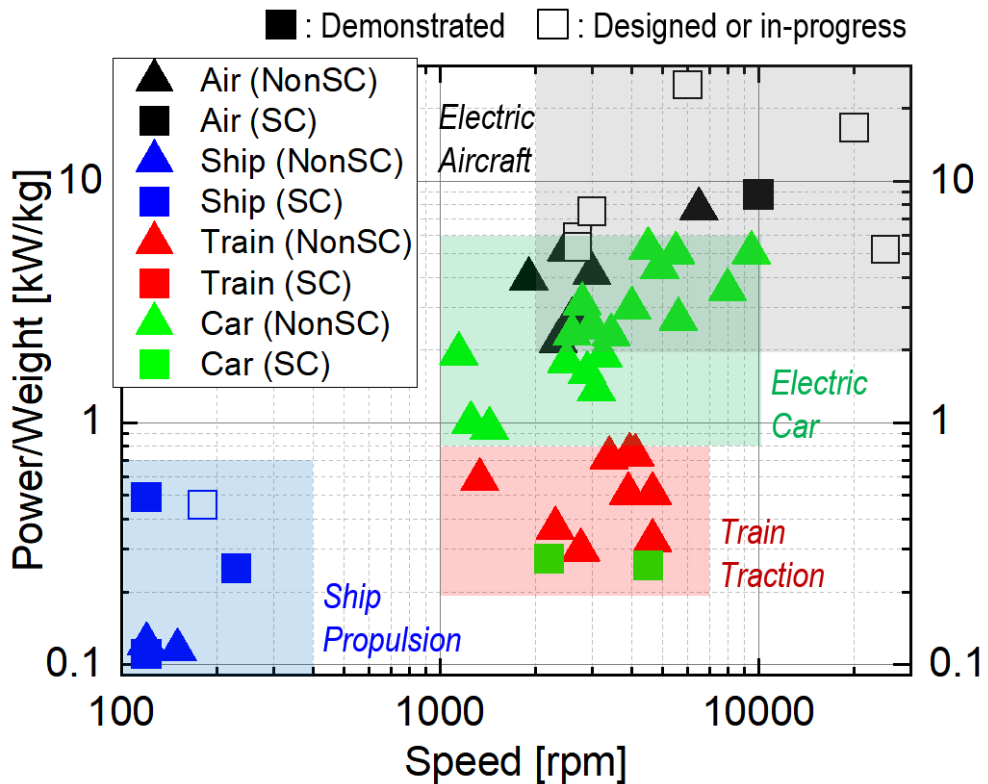 : Demonstrated : Designed or in-progress
Air (NonSC)
Air (SC)
Ship (NonSC)
Ship (SC)
Train (NonSC)
Train (SC)
Car (NonSC)
Car (SC)
Electric
Aircraft
Electric
Car
Train
Traction
Ship
Propulsion
Power/Weight [kW/kg]
10
1
0.1
10
1
0.1
100
1000
10000
Speed [rpm]